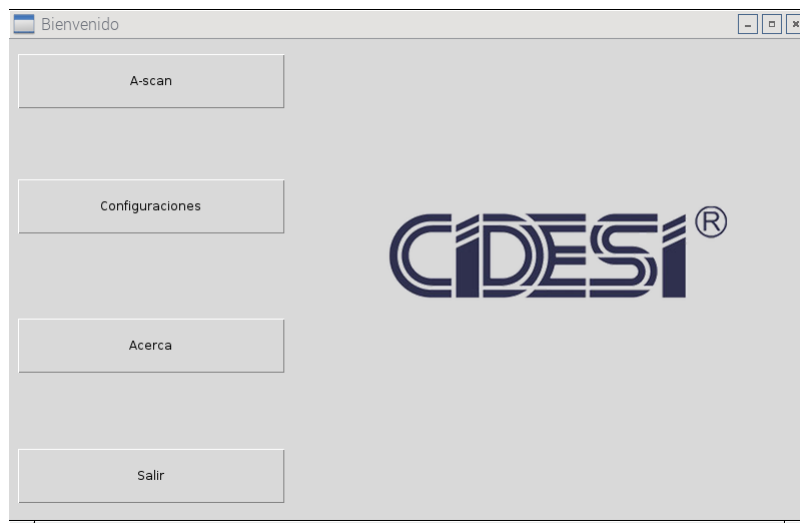 Bienvenido
A-scan
Configuraciones
CIDESI®
Acerca
Salir